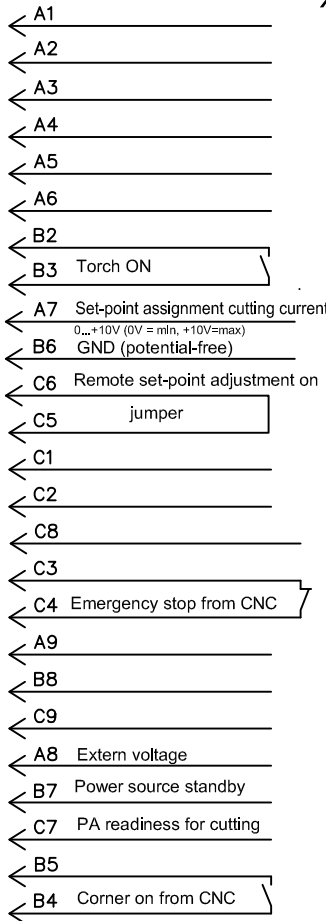 A1
A2
A3
A4
A5
A6
B2
B3 Torch ON
A7 Set-point assignment cutting current
0...+10V (0V = min, +10V=max)
B6 GND (potential-free)
C6 Remote set-point adjustment on
jumper
C5
C1
C2
C8
C3
C4 Emergency stop from CNC
A9
B8
C9
A8 Extern voltage
B7 Power source standby
C7 PA readiness for cutting
B5
B4 Corner on from CNC